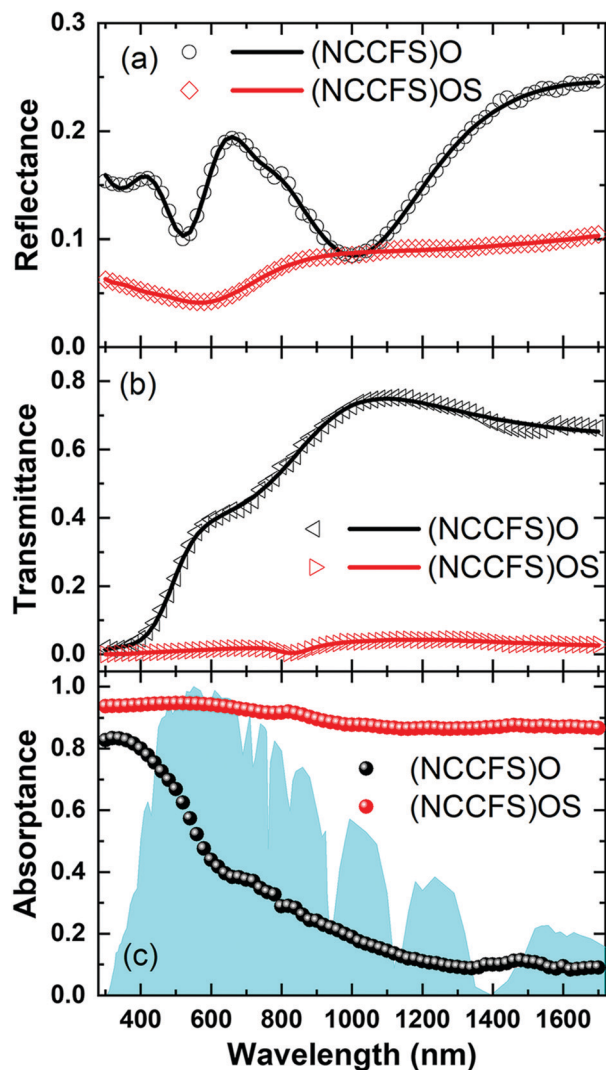 (a)
(NCCFS)O
(NCCFS)OS
0.3
0.2
0.1
0.0
Reflectance
(b)
(NCCFS)O
(NCCFS)OS
0.8
0.6
0.4
0.2
0.0
Transmittance
(NCCFS)O
(NCCFS)OS
(c)
1.0
0.8
0.6
0.4
0.2
0.0
Absorptance
400 600 800 1000 1200 1400 1600
Wavelength (nm)